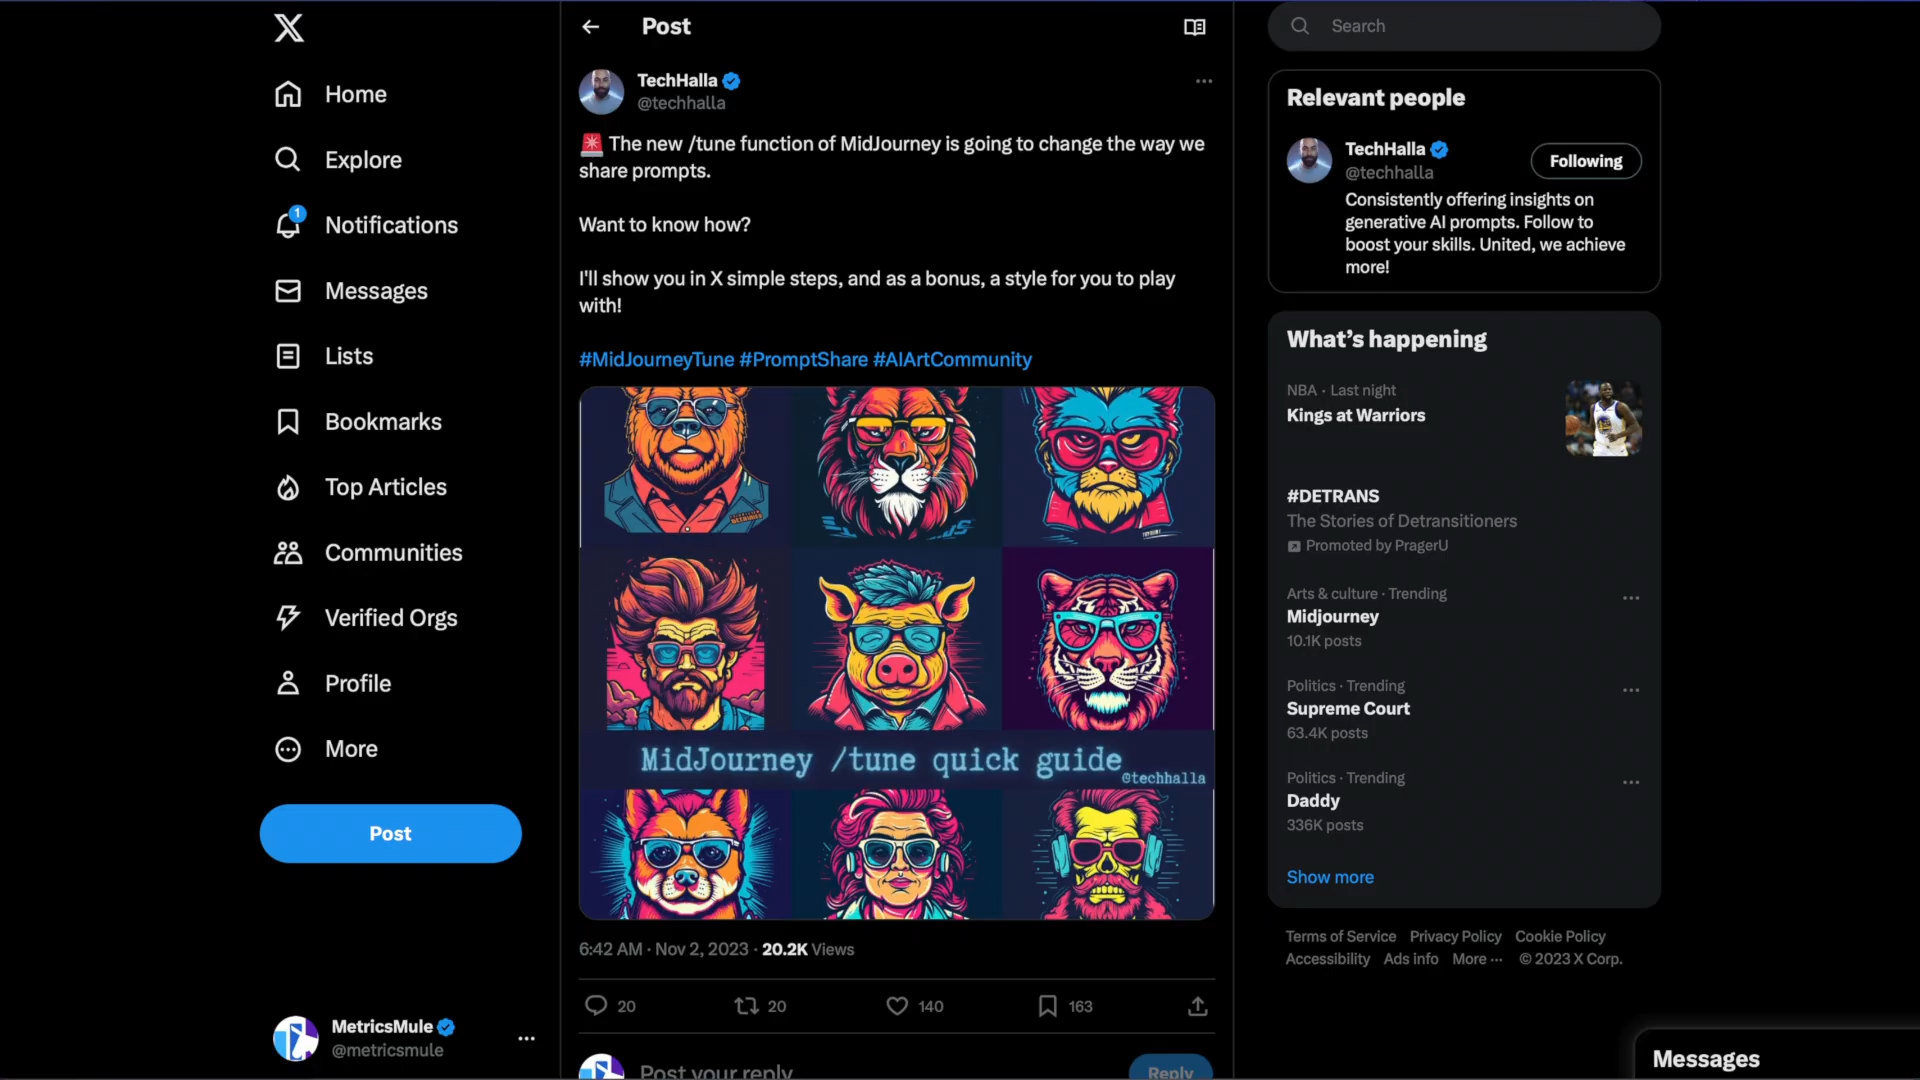 Home
Explore
1
Notifications
Messages
Lists
Bookmarks
Top Articles
Communities
Verified Orgs
Profile
More
Post
MetricsMule
@metricsmule
Post
TechHalla
@techhalla
The new /tune function of MidJourney is going to change the way we
share prompts.
Want to know how?
I'll show you in X simple steps, and as a bonus, a style for you to play
with!
#MidJourneyTune #PromptShare #AIArtCommunity
MidJourney /tune quick guide
@techhalla
6:42 AM · Nov 2, 2023 · 20.2K Views
20 20 140 163
Post your reply
Reply
Search
Relevant people
TechHalla
@techhalla
Following
Consistently offering insights on
generative AI prompts. Follow to
boost your skills. United, we achieve
more!
What’s happening
NBA · Last night
Kings at Warriors
#DETRANS
The Stories of Detransitioners
Promoted by PragerU
Arts & culture · Trending
Midjourney
10.1K posts
Politics · Trending
Supreme Court
63.4K posts
Politics · Trending
Daddy
336K posts
Show more
Terms of Service Privacy Policy Cookie Policy
Accessibility Ads info More ··· © 2023 X Corp.
Messages